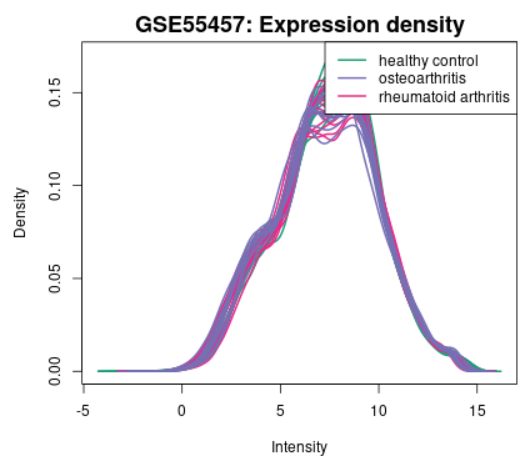 GSE55457: Expression density
healthy control
osteoarthritis
rheumatoid arthritis
Density
0.15
0.10
0.05
0.00
-5
0
5
10
15
Intensity